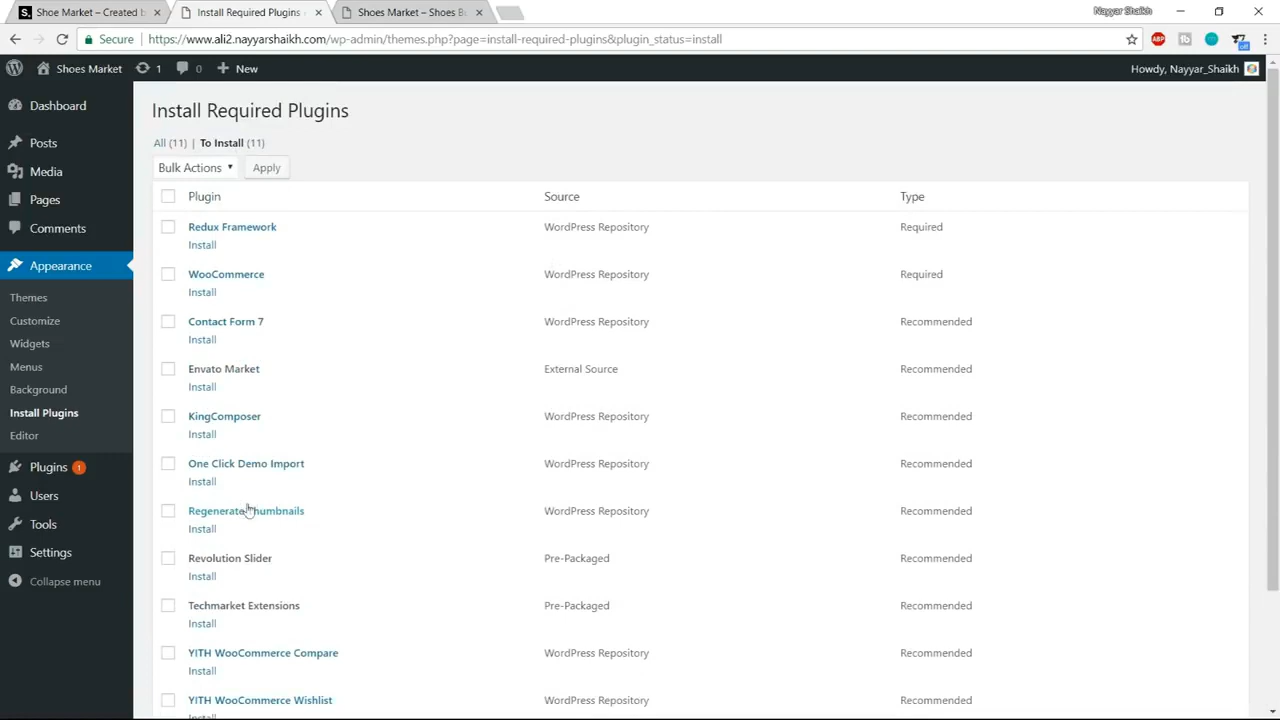 Shoe Market – Created b
Install Required Plugins
Shoes Market – Shoes B
Nayyar Shaikh
Secure
https://www.ali2.nayyarshaikh.com/wp-admin/themes.php?page=install-required-plugins&plugin_status=install
ABP
off
Shoes Market
1
0
New
Howdy, Nayyar_Shaikh
Dashboard
Posts
Media
Pages
Comments
Appearance
Themes
Customize
Widgets
Menus
Background
Install Plugins
Editor
Plugins 1
Users
Tools
Settings
Collapse menu
Install Required Plugins
All (11) | To Install (11)
Bulk Actions Apply
Plugin Source Type
Redux Framework WordPress Repository Required
Install
WooCommerce WordPress Repository Required
Install
Contact Form 7 WordPress Repository Recommended
Install
Envato Market External Source Recommended
Install
KingComposer WordPress Repository Recommended
Install
One Click Demo Import WordPress Repository Recommended
Install
Regenerate Thumbnails WordPress Repository Recommended
Install
Revolution Slider Pre-Packaged Recommended
Install
Techmarket Extensions Pre-Packaged Recommended
Install
YITH WooCommerce Compare WordPress Repository Recommended
Install
YITH WooCommerce Wishlist WordPress Repository Recommended
Install